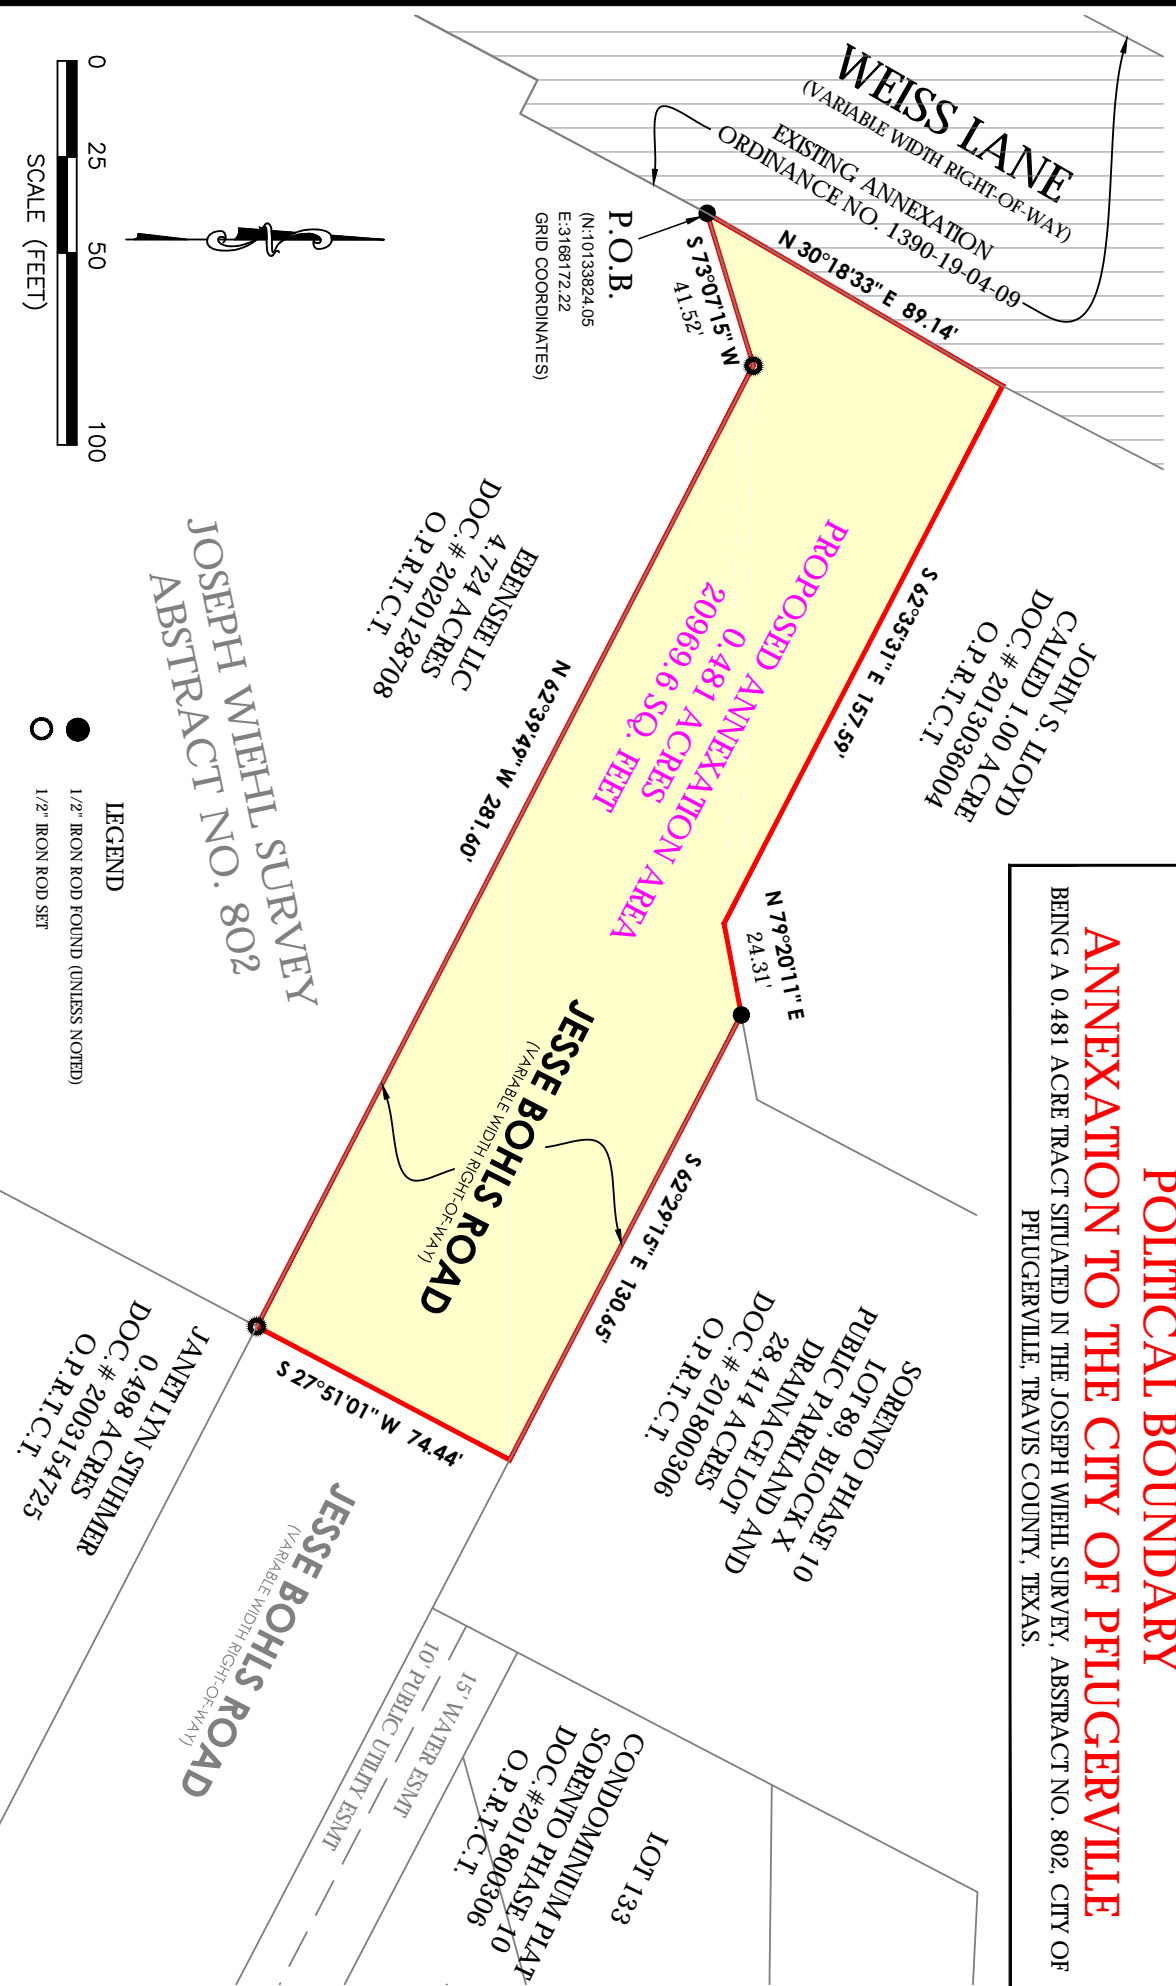 POLITICAL BOUNDARY
ANNEXATION TO THE CITY OF PFLUGERVILLE
BEING A 0.481 ACRE TRACT SITUATED IN THE JOSEPH WIEHL SURVEY, ABSTRACT NO. 802, CITY OF
PFLUGERVILLE, TRAVIS COUNTY, TEXAS.
WEISS LANE
(VARIABLE WIDTH RIGHT-OF-WAY)
EXISTING ANNEXATION
ORDINANCE NO. 1390-19-04-09
N 30°18'33" E 89.14'
S 73°07'15" W
41.52'
P.O.B.
(N:10133824.05
E:3168172.22
GRID COORDINATES)
JOHN S. LLOYD
CALLED 1.00 ACRE
DOC. # 2013036004
O.P.R.T.C.T.
S 62°35'31" E 157.59'
PROPOSED ANNEXATION AREA
0.481 ACRES
20969.6 SQ. FEET
N 79°20'11" E
24.31'
N 62°39'49" W 281.60'
EBENSEE LLC
4.724 ACRES
DOC. # 2020128708
O.P.R.T.C.T.
JESSE BOHLS ROAD
(VARIABLE WIDTH RIGHT-OF-WAY)
S 62°29'15" E 130.65'
SORENTO PHASE 10
LOT 89, BLOCK X
PUBLIC PARKLAND AND
DRAINAGE LOT
28.414 ACRES
DOC. # 201800306
O.P.R.T.C.T.
S 27°51'01" W 74.44'
JOSEPH WIEHL SURVEY
ABSTRACT NO. 802
JANET LYN STUHMER
0.498 ACRES
DOC. # 2003154725
O.P.R.T.C.T.
JESSE BOHLS ROAD
(VARIABLE WIDTH RIGHT-OF-WAY)
15' WATER ESMT
10' PUBLIC UTILITY ESMT
LOT 133
CONDOMINIUM PLAT
SORENTO PHASE 10
DOC.#201800306
O.P.R.T.C.T.
0 25 50 100
SCALE (FEET)
LEGEND
1/2" IRON ROD FOUND (UNLESS NOTED)
1/2" IRON ROD SET